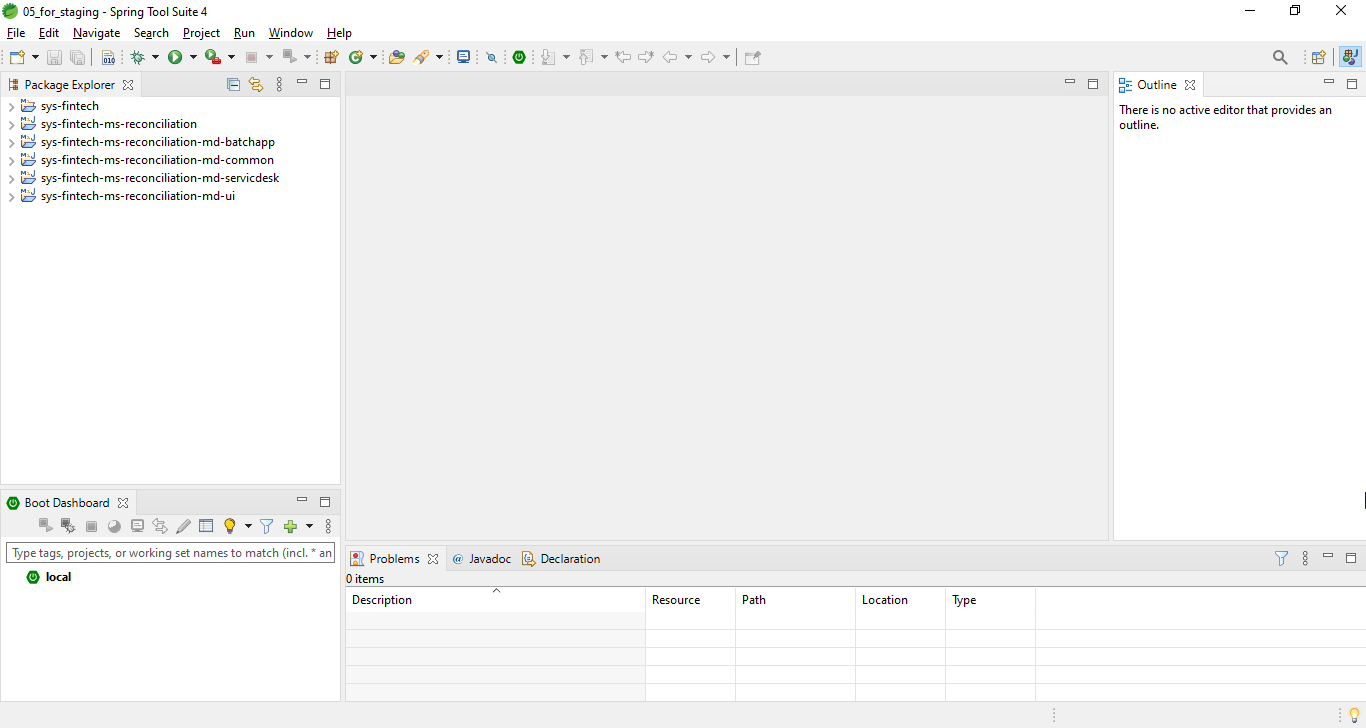 05_for_staging - Spring Tool Suite 4
File Edit Navigate Search Project Run Window Help
Package Explorer
sys-fintech
sys-fintech-ms-reconciliation
sys-fintech-ms-reconciliation-md-batchapp
sys-fintech-ms-reconciliation-md-common
sys-fintech-ms-reconciliation-md-servicdesk
sys-fintech-ms-reconciliation-md-ui
Outline
There is no active editor that provides an
outline.
Boot Dashboard
Type tags, projects, or working set names to match (incl. * an
local
Problems @ Javadoc Declaration
0 items
Description Resource Path Location Type